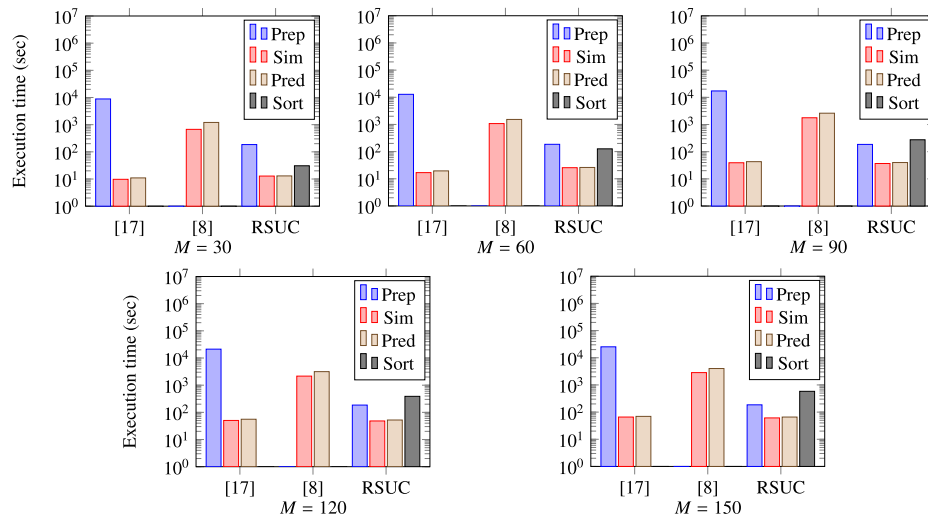 Execution time (sec)
10^7
10^6
10^5
10^4
10^3
10^2
10^1
10^0
Prep
Sim
Pred
Sort
[17] [8] RSUC
M = 30
10^7
10^6
10^5
10^4
10^3
10^2
10^1
10^0
Prep
Sim
Pred
Sort
[17] [8] RSUC
M = 60
10^7
10^6
10^5
10^4
10^3
10^2
10^1
10^0
Prep
Sim
Pred
Sort
[17] [8] RSUC
M = 90
Execution time (sec)
10^7
10^6
10^5
10^4
10^3
10^2
10^1
10^0
Prep
Sim
Pred
Sort
[17] [8] RSUC
M = 120
10^7
10^6
10^5
10^4
10^3
10^2
10^1
10^0
Prep
Sim
Pred
Sort
[17] [8] RSUC
M = 150